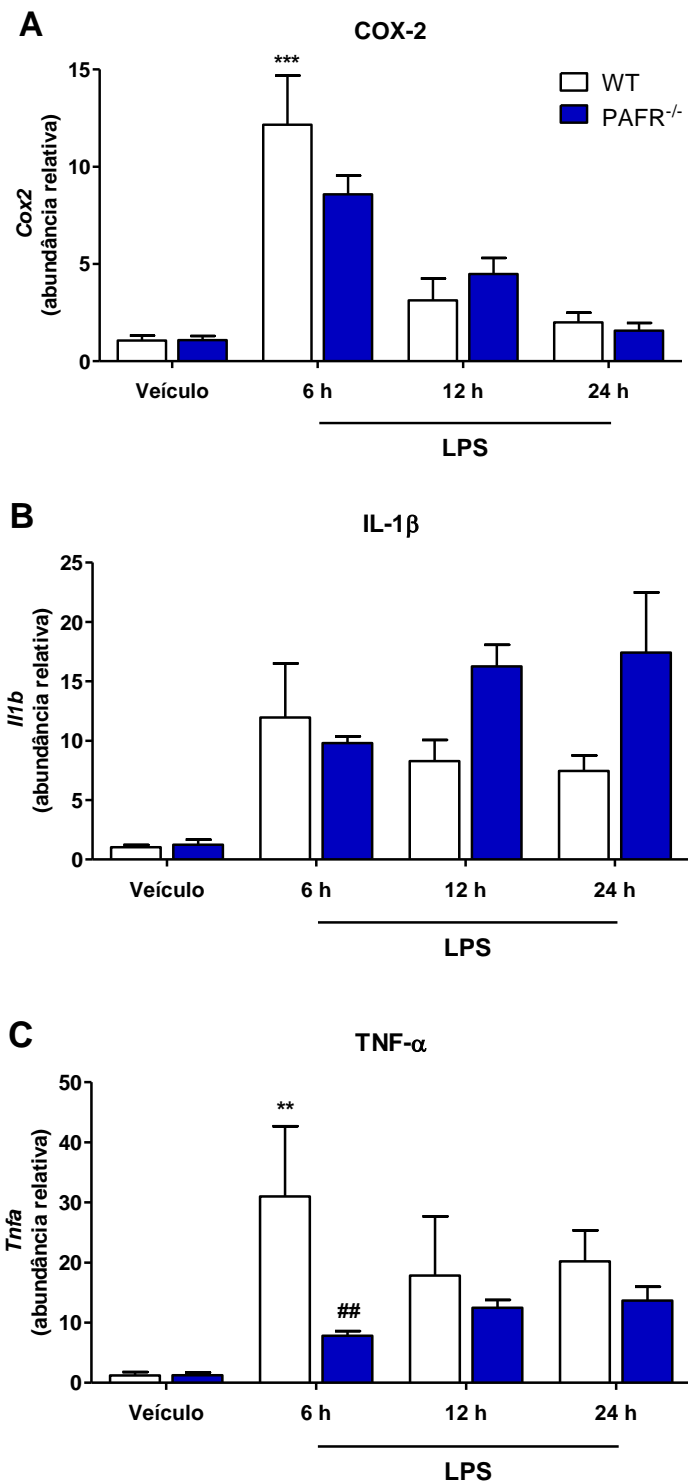 A
COX-2
***
WT
PAFR-/-
Cox2
(abundância relativa)
15
10
5
0
Veículo
6 h
12 h
24 h
LPS
B
IL-1β
Il1b
(abundância relativa)
25
20
15
10
5
0
Veículo
6 h
12 h
24 h
LPS
C
TNF-α
**
##
Tnfa
(abundância relativa)
50
40
30
20
10
0
Veículo
6 h
12 h
24 h
LPS